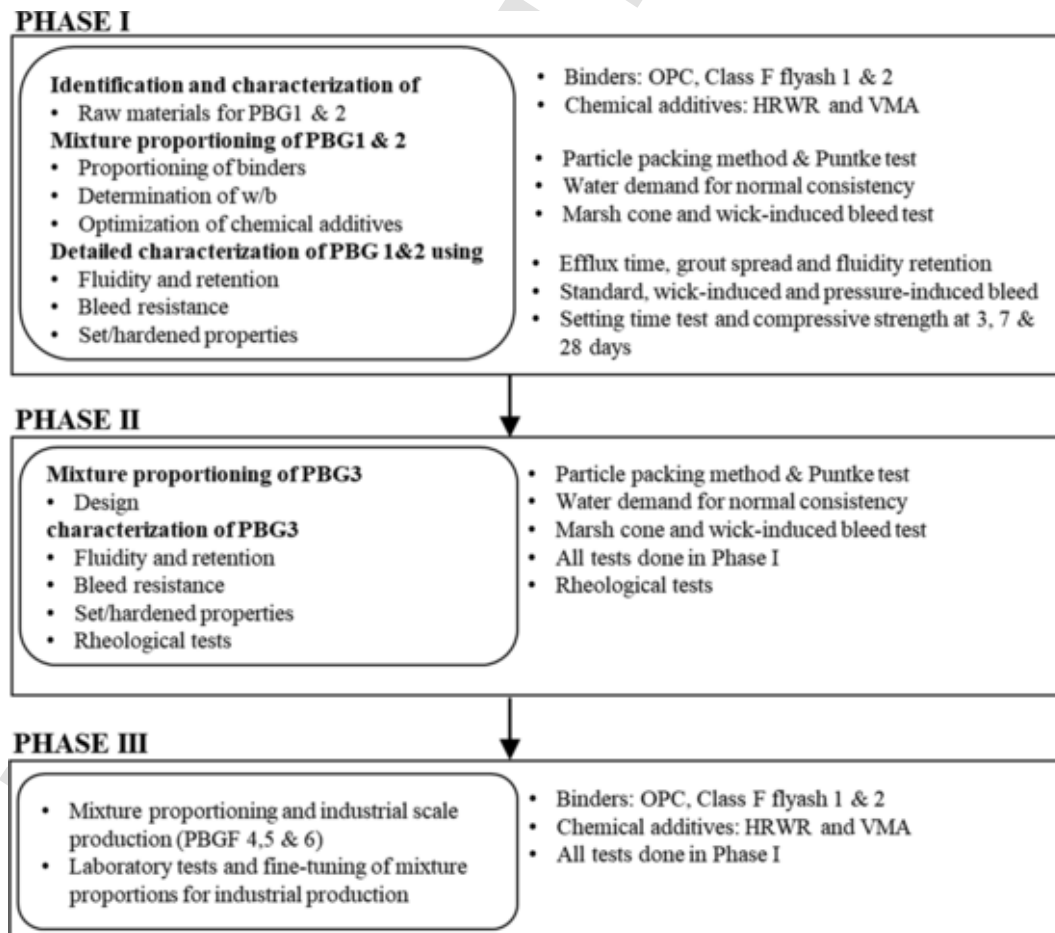 PHASE I
Identification and characterization of
• Raw materials for PBG1 & 2
Mixture proportioning of PBG1 & 2
• Proportioning of binders
• Determination of w/b
• Optimization of chemical additives
Detailed characterization of PBG 1&2 using
• Fluidity and retention
• Bleed resistance
• Set/hardened properties
• Binders: OPC, Class F flyash 1 & 2
• Chemical additives: HRWR and VMA
• Particle packing method & Puntke test
• Water demand for normal consistency
• Marsh cone and wick-induced bleed test
• Efflux time, grout spread and fluidity retention
• Standard, wick-induced and pressure-induced bleed
• Setting time test and compressive strength at 3, 7 &
28 days
PHASE II
Mixture proportioning of PBG3
• Design
characterization of PBG3
• Fluidity and retention
• Bleed resistance
• Set/hardened properties
• Rheological tests
• Particle packing method & Puntke test
• Water demand for normal consistency
• Marsh cone and wick-induced bleed test
• All tests done in Phase I
• Rheological tests
PHASE III
• Mixture proportioning and industrial scale
production (PBGF 4,5 & 6)
• Laboratory tests and fine-tuning of mixture
proportions for industrial production
• Binders: OPC, Class F flyash 1 & 2
• Chemical additives: HRWR and VMA
• All tests done in Phase I